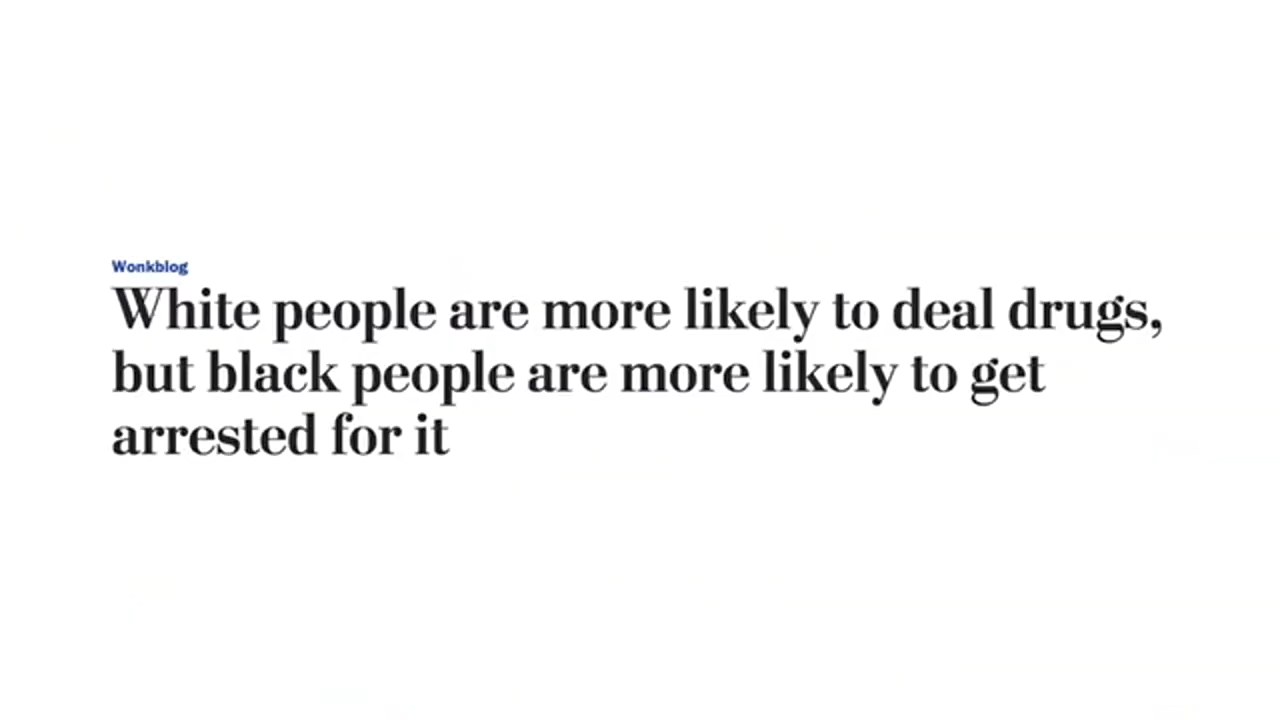 Wonkblog
White people are more likely to deal drugs,
but black people are more likely to get
arrested for it